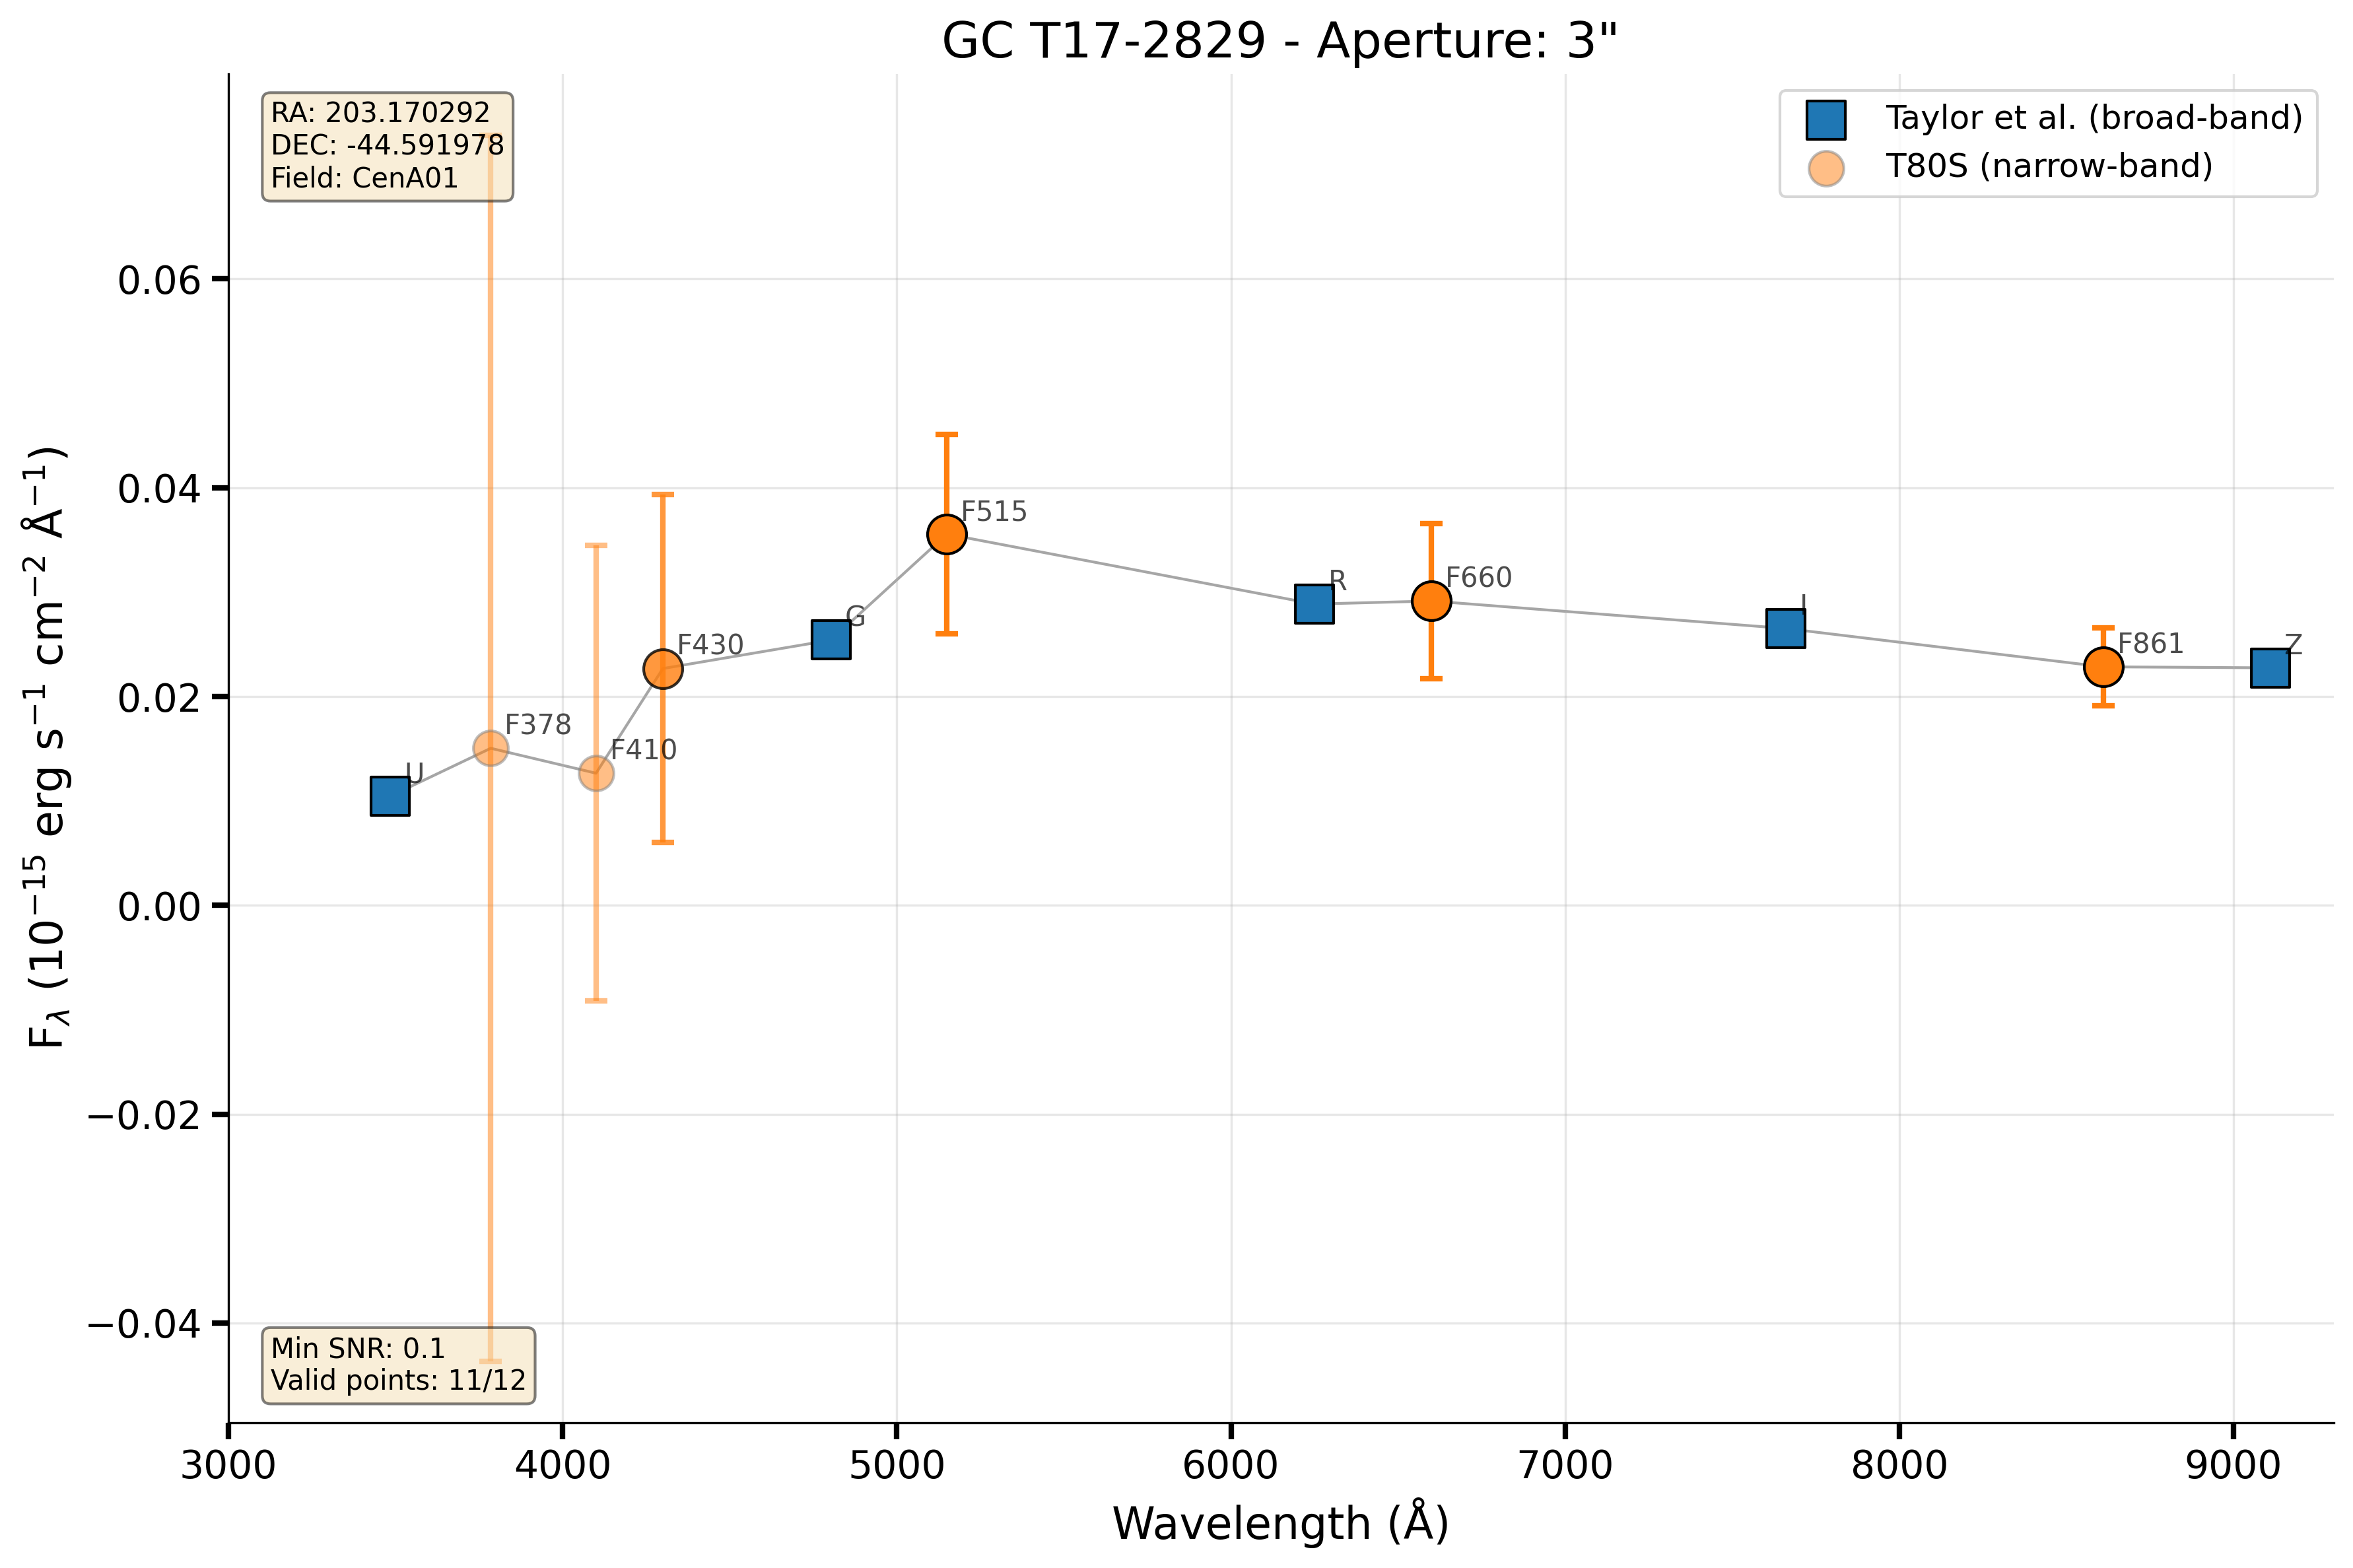 GC T17-2829 - Aperture: 3"
RA: 203.170292
DEC: -44.591978
Field: CenA01
Taylor et al. (broad-band)
T80S (narrow-band)
F_λ (10⁻¹⁵ erg s⁻¹ cm⁻² Å⁻¹)
0.06
0.04
0.02
0.00
−0.02
−0.04
U
F378
F410
F430
G
F515
R
F660
I
F861
Z
Min SNR: 0.1
Valid points: 11/12
3000 4000 5000 6000 7000 8000 9000
Wavelength (Å)